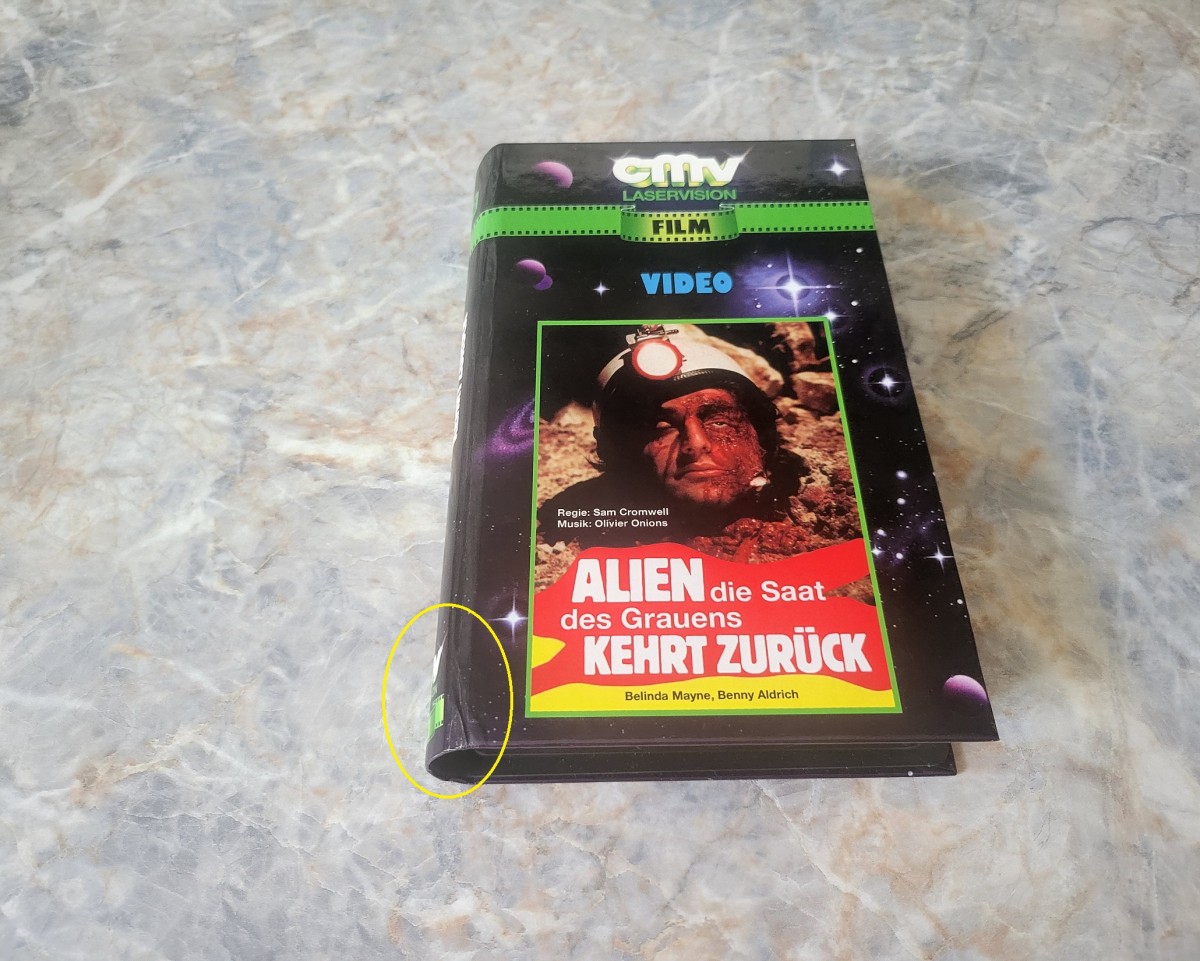 cmv
LASERVISION
FILM
VIDEO
Regie: Sam Cromwell
Musik: Olivier Onions
ALIEN die Saat
des Grauens
KEHRT ZURÜCK
Belinda Mayne, Benny Aldrich